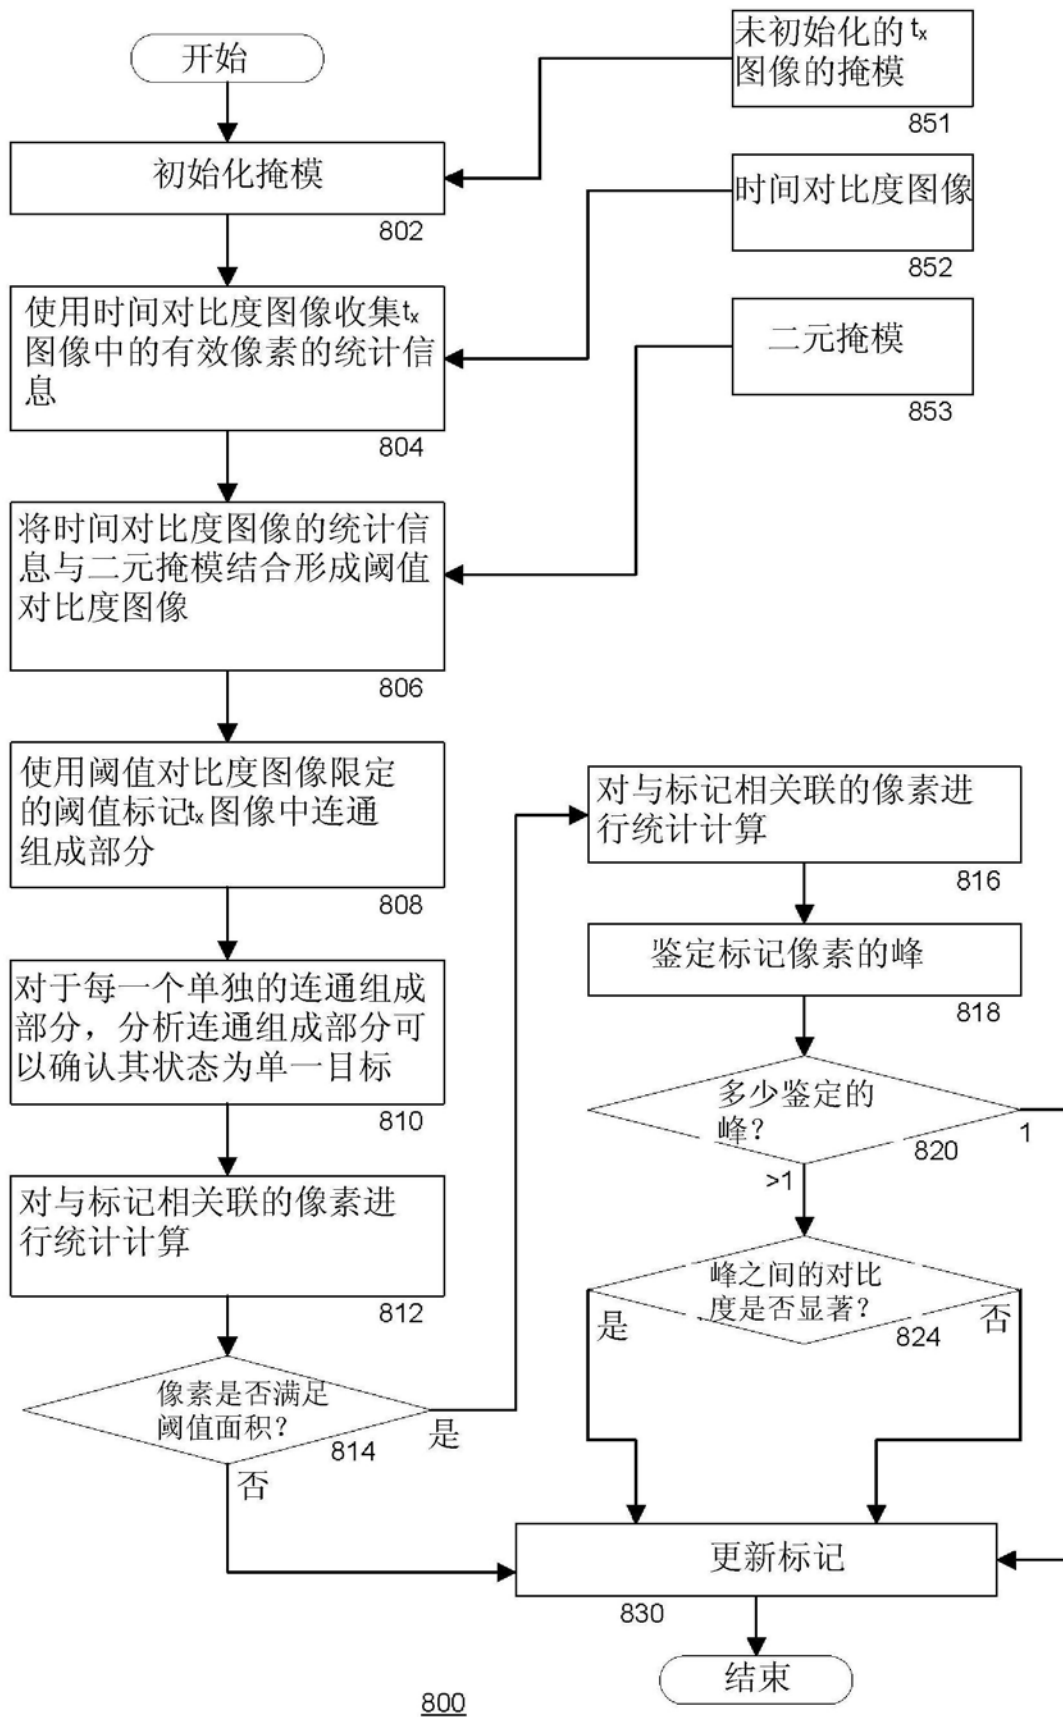 开始
未初始化的 tx
图像的掩模
851
初始化掩模
802
时间对比度图像
852
使用时间对比度图像收集tx
图像中的有效像素的统计信
息
804
二元掩模
853
将时间对比度图像的统计信
息与二元掩模结合形成阈值
对比度图像
806
使用阈值对比度图像限定
的阈值标记tx图像中连通
组成部分
808
对于每一个单独的连通组成
部分，分析连通组成部分可
以确认其状态为单一目标
810
对与标记相关联的像素进
行统计计算
812
像素是否满足
阈值面积？
814
是
否
对与标记相关联的像素进
行统计计算
816
鉴定标记像素的峰
818
多少鉴定的
峰？
820
1
>1
峰之间的对比
度是否显著？
824
是
否
更新标记
830
结束
800